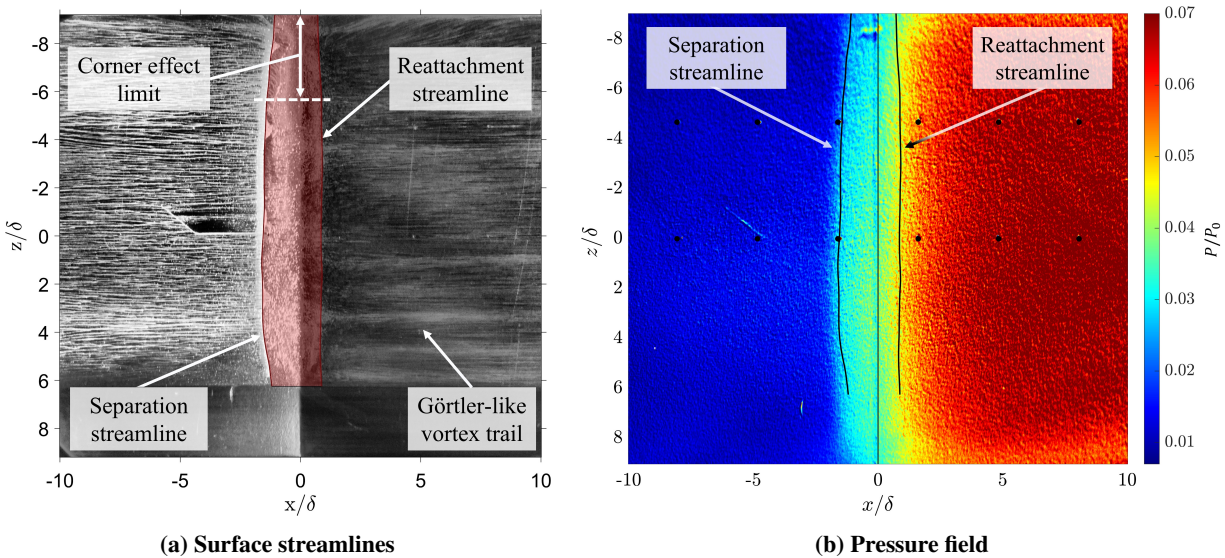 -8
-6
-4
-2
0
2
4
6
8
z/δ
-10
-5
0
5
10
x/δ
Corner effect
limit
Reattachment
streamline
Separation
streamline
Görtler-like
vortex trail
(a) Surface streamlines
-8
-6
-4
-2
0
2
4
6
8
z/δ
-10
-5
0
5
10
x/δ
Separation
streamline
Reattachment
streamline
0.07
0.06
0.05
0.04
0.03
0.02
0.01
P/P0
(b) Pressure field